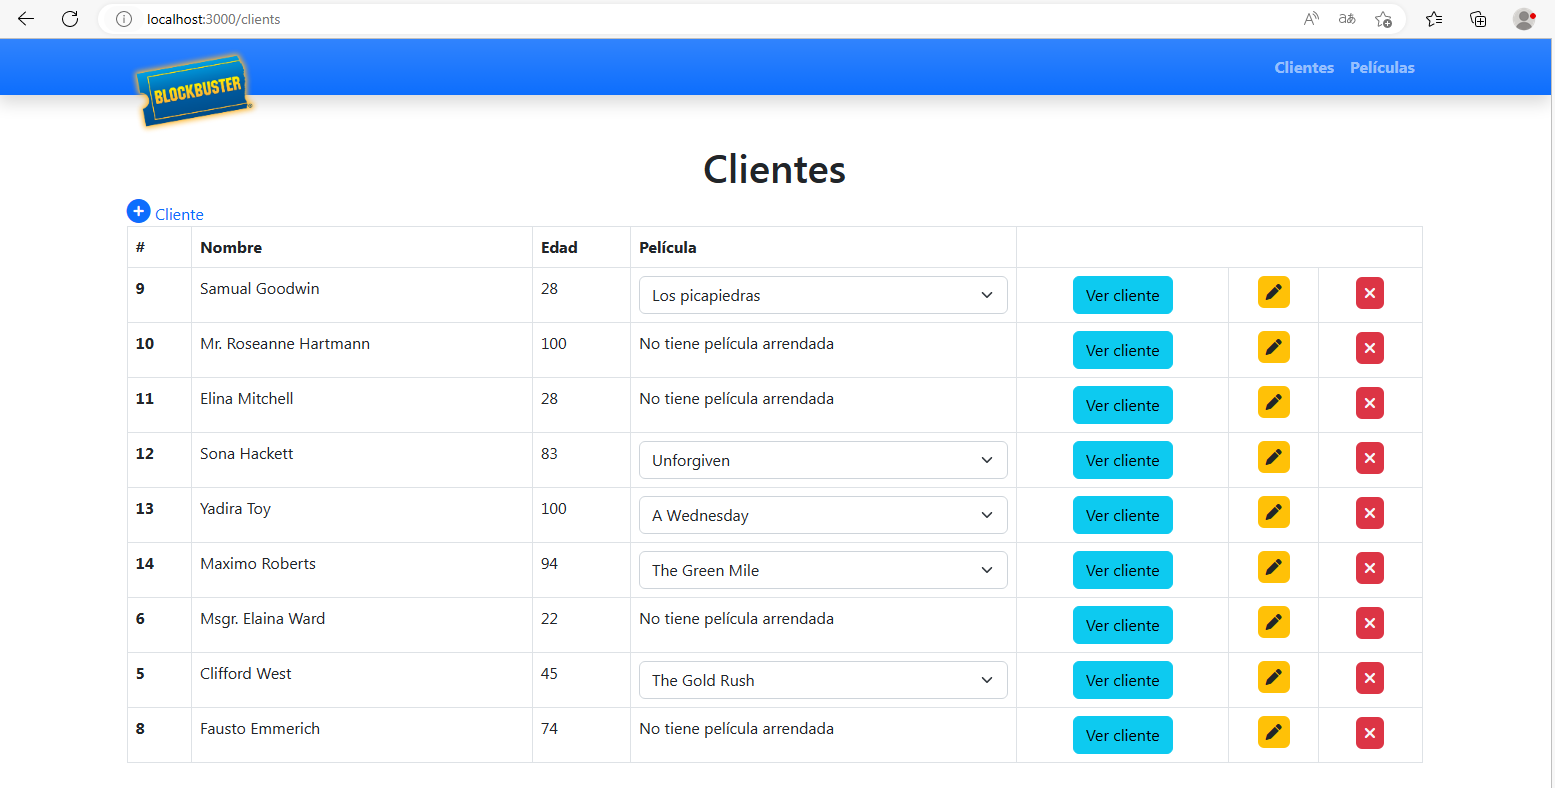 localhost:3000/clients
BLOCKBUSTER
Clientes Películas
Clientes
Cliente
# Nombre Edad Película
9 Samual Goodwin 28 Los picapiedras Ver cliente
10 Mr. Roseanne Hartmann 100 No tiene película arrendada Ver cliente
11 Elina Mitchell 28 No tiene película arrendada Ver cliente
12 Sona Hackett 83 Unforgiven Ver cliente
13 Yadira Toy 100 A Wednesday Ver cliente
14 Maximo Roberts 94 The Green Mile Ver cliente
6 Msgr. Elaina Ward 22 No tiene película arrendada Ver cliente
5 Clifford West 45 The Gold Rush Ver cliente
8 Fausto Emmerich 74 No tiene película arrendada Ver cliente